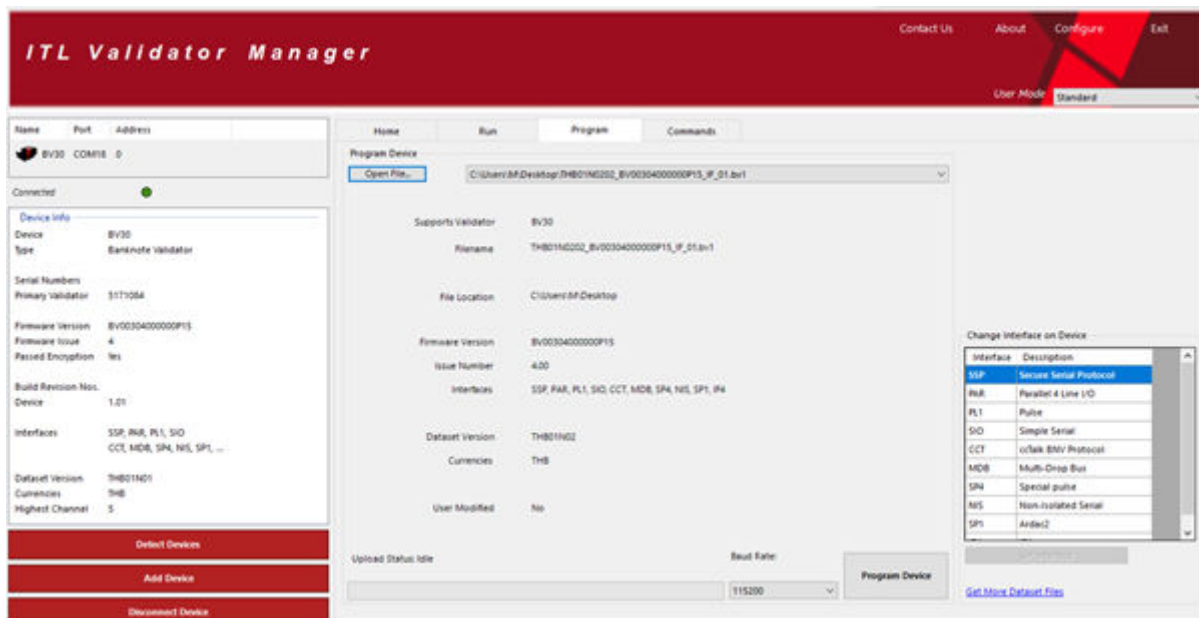 Contact Us About Configure Exit
ITL Validator Manager
User Mode Standard
Name Port Address
BV30 COM18 0
Connected
Device Info
Device BV30
Type Banknote Validator
Serial Numbers
Primary Validator 5171084
Firmware Version BV00304000000P15
Firmware Issue 4
Passed Encryption Yes
Build Revision Nos.
Device 1.01
Interfaces SSP, PAR, PL1, SIO
CCT, MDB, SP4, NIS, SP1, ...
Dataset Version THB01N01
Currencies THB
Highest Channel 5
Detect Devices
Add Device
Disconnect Device
Home Run Program Commands
Program Device
Open File... C:\Users\M\Desktop\THB01N0202_BV00304000000P15_IF_01.bv1
Supports Validator BV30
Filename THB01N0202_BV00304000000P15_IF_01.bv1
File Location C:\Users\M\Desktop
Firmware Version BV00304000000P15
Issue Number 4.00
Interfaces SSP, PAR, PL1, SIO, CCT, MDB, SP4, NIS, SP1, IP4
Dataset Version THB01N02
Currencies THB
User Modified No
Upload Status: Idle
Baud Rate:
115200
Program Device
Change Interface on Device
Interface Description
SSP Secure Serial Protocol
PAR Parallel 4 Line I/O
PL1 Pulse
SIO Simple Serial
CCT ccTalk BNV Protocol
MDB Multi-Drop Bus
SP4 Special pulse
NIS Non-Isolated Serial
SP1 Ardac2
Get More Dataset Files